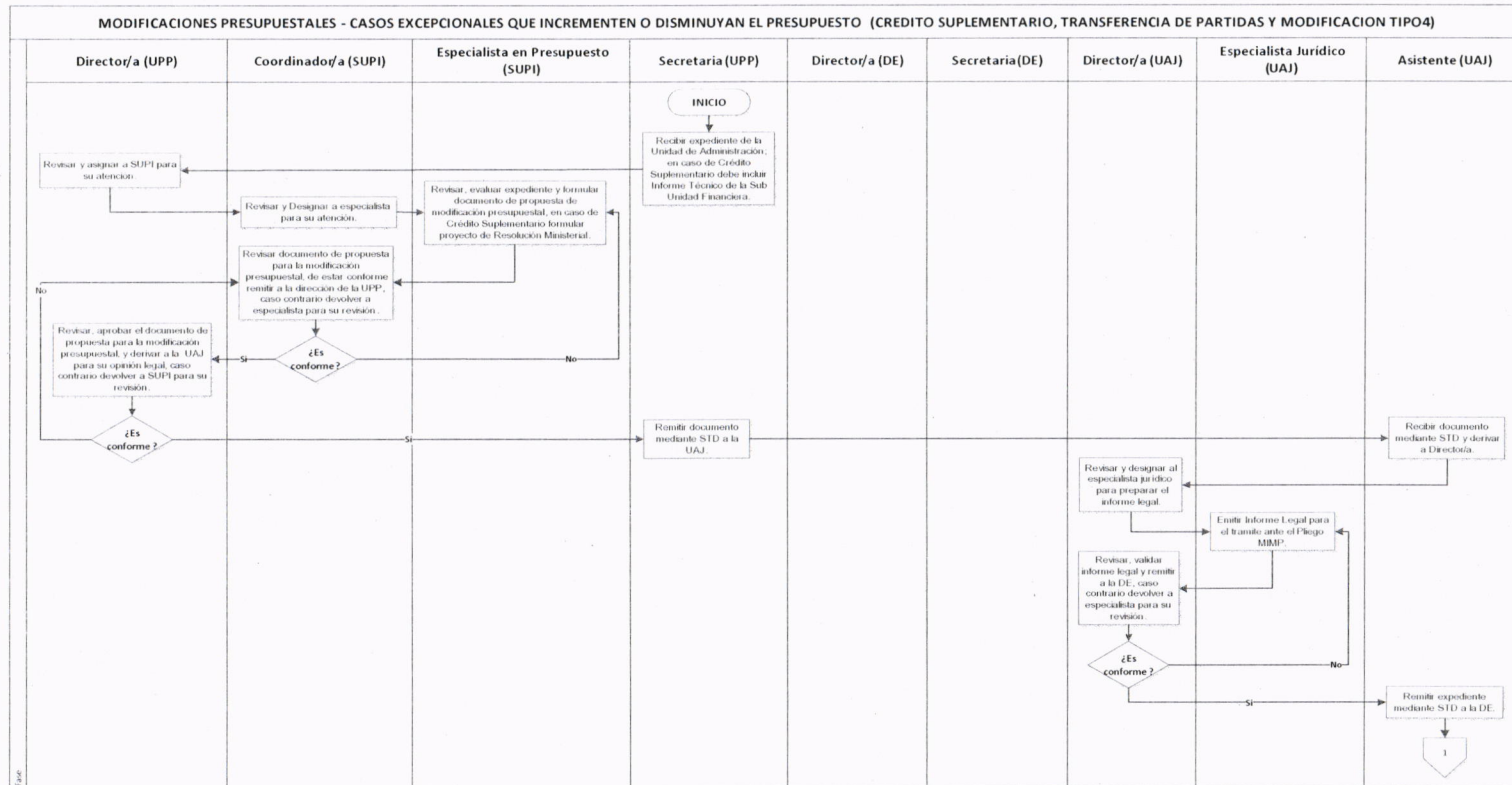 MODIFICACIONES PRESUPUESTALES - CASOS EXCEPCIONALES QUE INCREMENTEN O DISMINUYAN EL PRESUPUESTO (CREDITO SUPLEMENTARIO, TRANSFERENCIA DE PARTIDAS Y MODIFICACION TIPO4)
Director/a (UPP)
Coordinador/a (SUPI)
Especialista en Presupuesto
(SUPI)
Secretaria (UPP)
Director/a (DE)
Secretaria(DE)
Director/a (UAJ)
Especialista Jurídico
(UAJ)
Asistente (UAJ)
INICIO
Recibir expediente de la
Unidad de Administración;
en caso de Crédito
Suplementario debe incluir
Informe Técnico de la Sub
Unidad Financiera.
Revisar y asignar a SUPI para
su atención.
Revisar y Designar a especialista
para su atención.
Revisar, evaluar expediente y formular
documento de propuesta de
modificación presupuestal, en caso de
Crédito Suplementario formular
proyecto de Resolución Ministerial.
Revisar documento de propuesta
para la modificación
presupuestal, de estar conforme
remitir a la dirección de la UPP,
caso contrario devolver a
especialista para su revisión.
No
¿Es
conforme?
Si
No
Revisar, aprobar el documento de
propuesta para la modificación
presupuestal, y derivar a la UAJ
para su opinión legal, caso
contrario devolver a SUPI para su
revisión.
¿Es
conforme?
Si
Remitir documento
mediante STD a la
UAJ.
Recibir documento
mediante STD y derivar
a Director/a.
Revisar y designar al
especialista jurídico
para preparar el
informe legal.
Emitir Informe Legal para
el tramite ante el Pliego
MIMP.
Revisar, validar
informe legal y remitir
a la DE, caso
contrario devolver a
especialista para su
revisión.
¿Es
conforme?
No
Si
Remitir expediente
mediante STD a la DE.
1
Fase